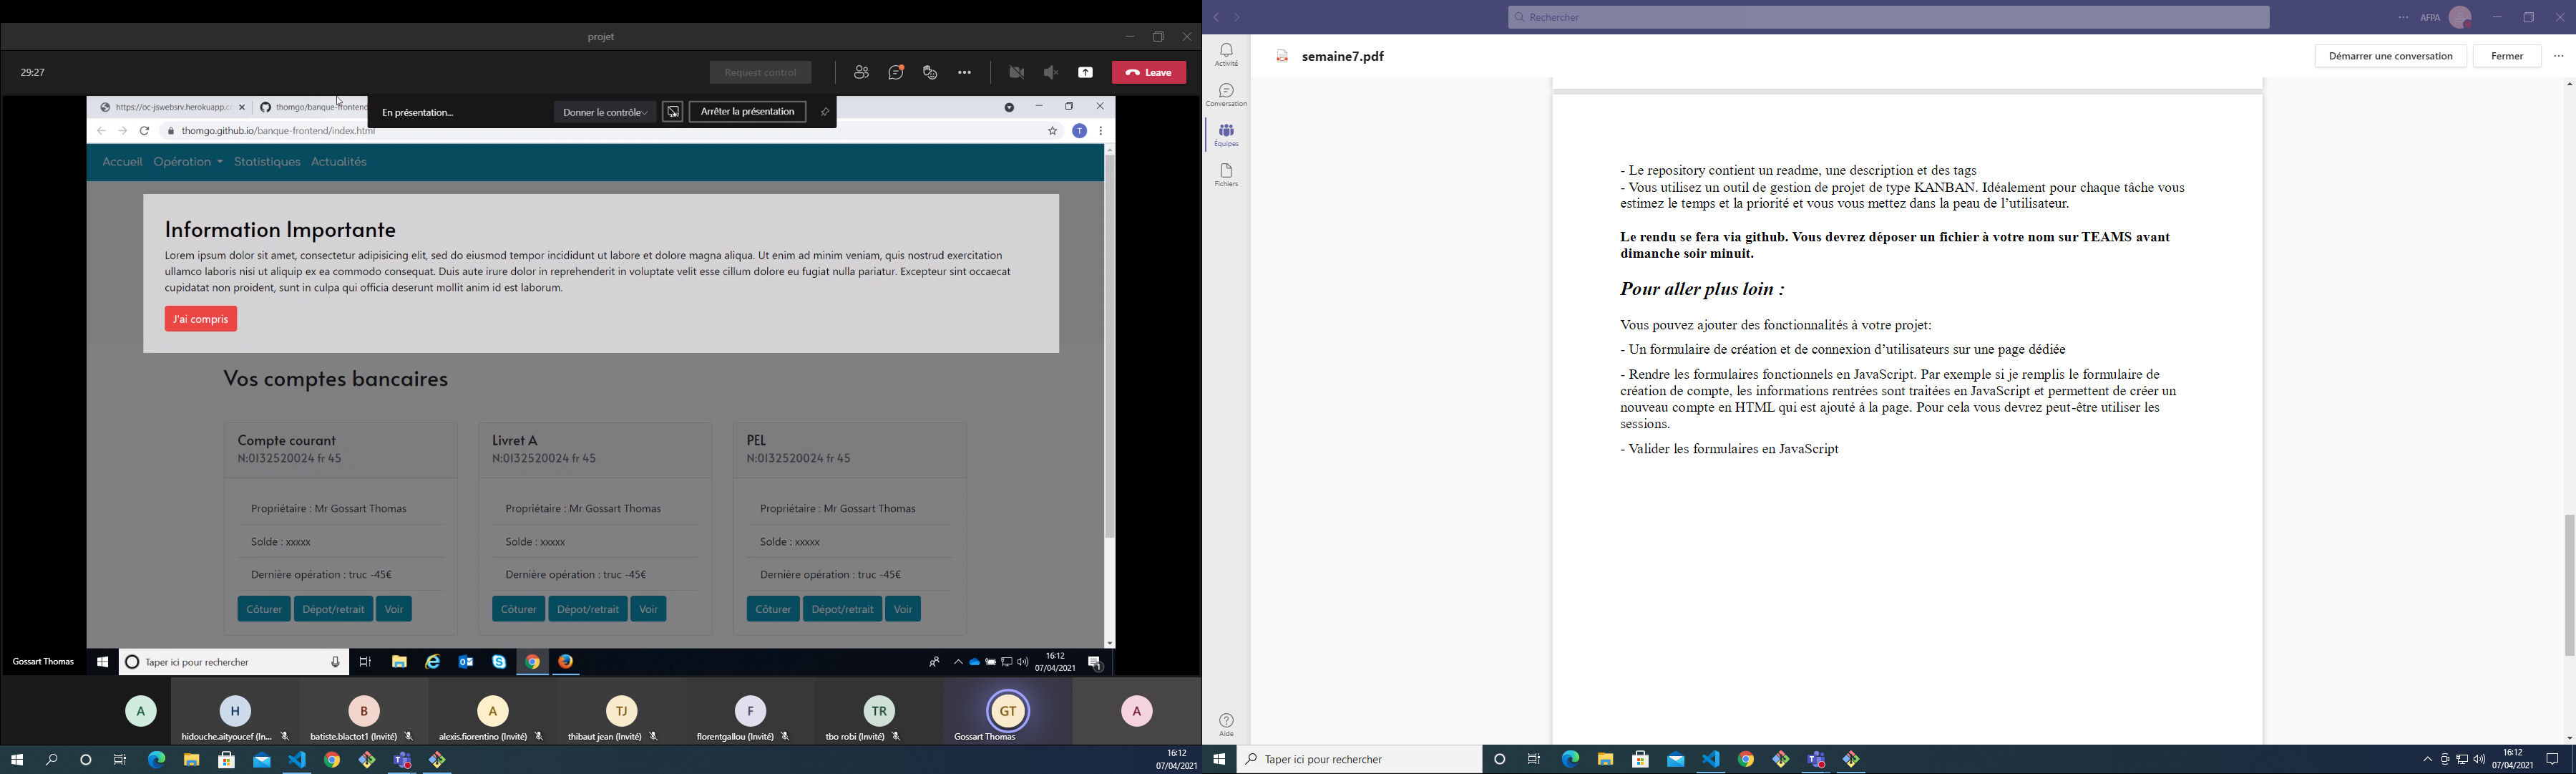 projet
29:27
Request control
Leave
https://oc-jswebsrv.herokuapp.cc
thomgo/banque-frontend
En présentation...
Donner le contrôle
Arrêter la présentation
thomgo.github.io/banque-frontend/index.html
T
Accueil
Opération
Statistiques
Actualités
Information Importante
Lorem ipsum dolor sit amet, consectetur adipisicing elit, sed do eiusmod tempor incididunt ut labore et dolore magna aliqua. Ut enim ad minim veniam, quis nostrud exercitation
ullamco laboris nisi ut aliquip ex ea commodo consequat. Duis aute irure dolor in reprehenderit in voluptate velit esse cillum dolore eu fugiat nulla pariatur. Excepteur sint occaecat
cupidatat non proident, sunt in culpa qui officia deserunt mollit anim id est laborum.
J'ai compris
Vos comptes bancaires
Compte courant
N:0132520024 fr 45
Propriétaire : Mr Gossart Thomas
Solde : xxxxx
Dernière opération : truc -45€
Côturer
Dépot/retrait
Voir
Livret A
N:0132520024 fr 45
Propriétaire : Mr Gossart Thomas
Solde : xxxxx
Dernière opération : truc -45€
Côturer
Dépot/retrait
Voir
PEL
N:0132520024 fr 45
Propriétaire : Mr Gossart Thomas
Solde : xxxxx
Dernière opération : truc -45€
Côturer
Dépot/retrait
Voir
Gossart Thomas
Taper ici pour rechercher
16:12
07/04/2021
1
A
H
hidouche.aityoucef (In...
B
batiste.blactot1 (Invité)
A
alexis.fiorentino (Invité)
TJ
thibaut jean (Invité)
F
florentgallou (Invité)
TR
tbo robi (Invité)
GT
Gossart Thomas
A
16:12
07/04/2021
Rechercher
AFPA
Activité
Conversation
Équipes
Fichiers
Aide
semaine7.pdf
Démarrer une conversation
Fermer
- Le repository contient un readme, une description et des tags
- Vous utilisez un outil de gestion de projet de type KANBAN. Idéalement pour chaque tâche vous
estimez le temps et la priorité et vous vous mettez dans la peau de l’utilisateur.
Le rendu se fera via github. Vous devrez déposer un fichier à votre nom sur TEAMS avant
dimanche soir minuit.
Pour aller plus loin :
Vous pouvez ajouter des fonctionnalités à votre projet:
- Un formulaire de création et de connexion d’utilisateurs sur une page dédiée
- Rendre les formulaires fonctionnels en JavaScript. Par exemple si je remplis le formulaire de
création de compte, les informations rentrées sont traitées en JavaScript et permettent de créer un
nouveau compte en HTML qui est ajouté à la page. Pour cela vous devrez peut-être utiliser les
sessions.
- Valider les formulaires en JavaScript
Taper ici pour rechercher
16:12
07/04/2021